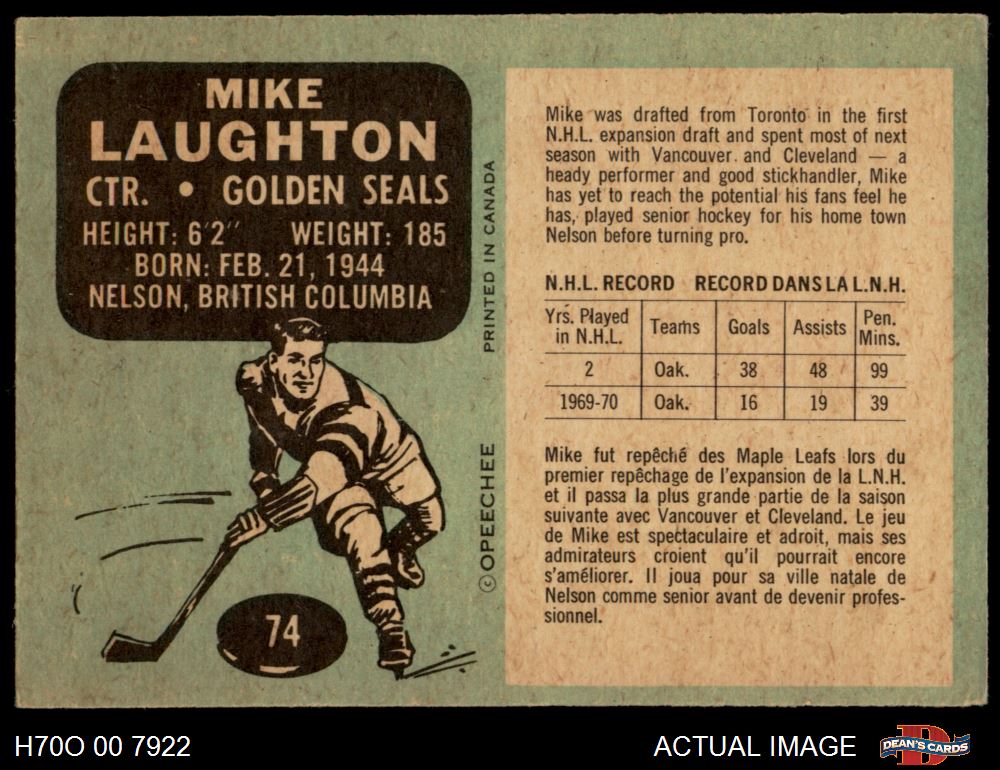 MIKE
LAUGHTON
CTR. • GOLDEN SEALS
HEIGHT: 6'2" WEIGHT: 185
BORN: FEB. 21, 1944
NELSON, BRITISH COLUMBIA
74
© OPEECHEE PRINTED IN CANADA
Mike was drafted from Toronto in the first
N.H.L. expansion draft and spent most of next
season with Vancouver and Cleveland — a
heady performer and good stickhandler, Mike
has yet to reach the potential his fans feel he
has, played senior hockey for his home town
Nelson before turning pro.
N.H.L. RECORD RECORD DANS LA L.N.H.
Yrs. Played in N.H.L. Teams Goals Assists Pen. Mins.
2 Oak. 38 48 99
1969-70 Oak. 16 19 39
Mike fut repêché des Maple Leafs lors du
premier repêchage de l'expansion de la L.N.H.
et il passa la plus grande partie de la saison
suivante avec Vancouver et Cleveland. Le jeu
de Mike est spectaculaire et adroit, mais ses
admirateurs croient qu'il pourrait encore
s'améliorer. Il joua pour sa ville natale de
Nelson comme senior avant de devenir profes-
sionnel.
H70O 00 7922
ACTUAL IMAGE
D
DEAN'S CARDS